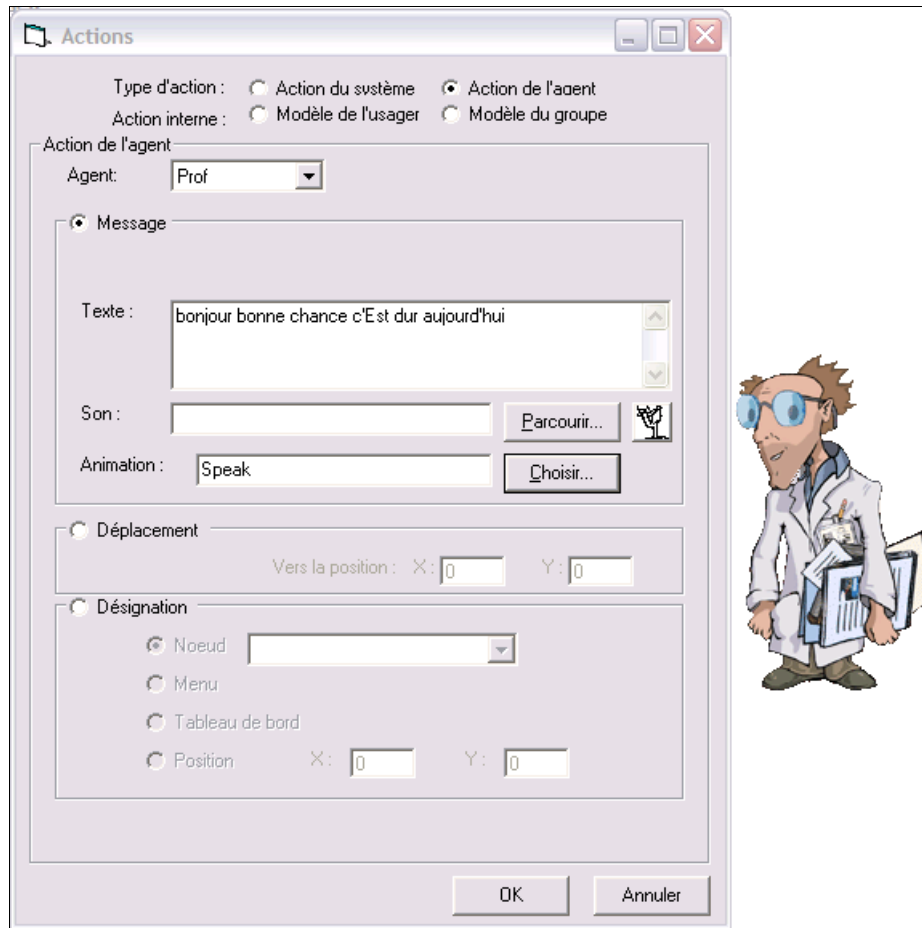 Actions
Type d'action : Action du système Action de l'agent
Action interne : Modèle de l'usager Modèle du groupe
Action de l'agent
Agent: Prof
Message
Texte : bonjour bonne chance c'Est dur aujourd'hui
Son : Parcourir...
Animation : Speak Choisir...
Déplacement
Vers la position : X : 0 Y : 0
Désignation
Noeud
Menu
Tableau de bord
Position X : 0 Y : 0
OK Annuler